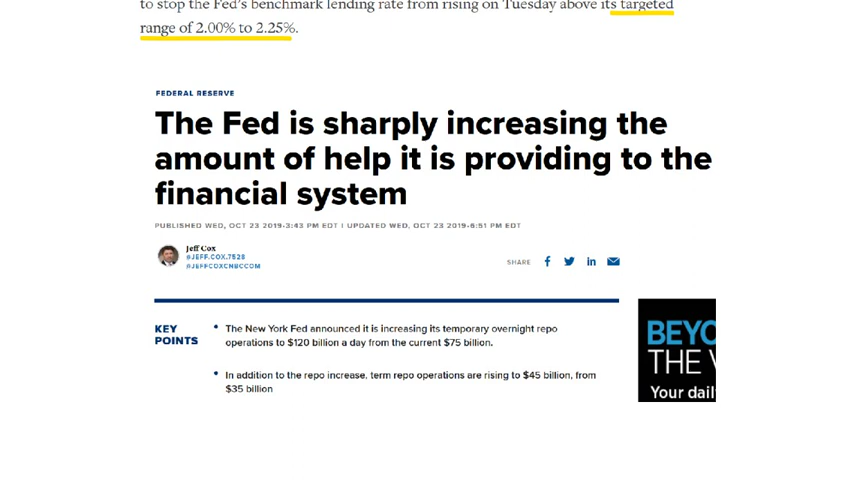 to stop the Fed's benchmark lending rate from rising on Tuesday above its targeted
range of 2.00% to 2.25%.
FEDERAL RESERVE
The Fed is sharply increasing the
amount of help it is providing to the
financial system
PUBLISHED WED, OCT 23 2019-3:43 PM EDT | UPDATED WED, OCT 23 2019-6:51 PM EDT
Jeff Cox
@JEFF.COX.7528
@JEFFCOXCNBCCOM
SHARE
KEY
POINTS
• The New York Fed announced it is increasing its temporary overnight repo
operations to $120 billion a day from the current $75 billion.
• In addition to the repo increase, term repo operations are rising to $45 billion, from
$35 billion
BEYO
THE
Your dail